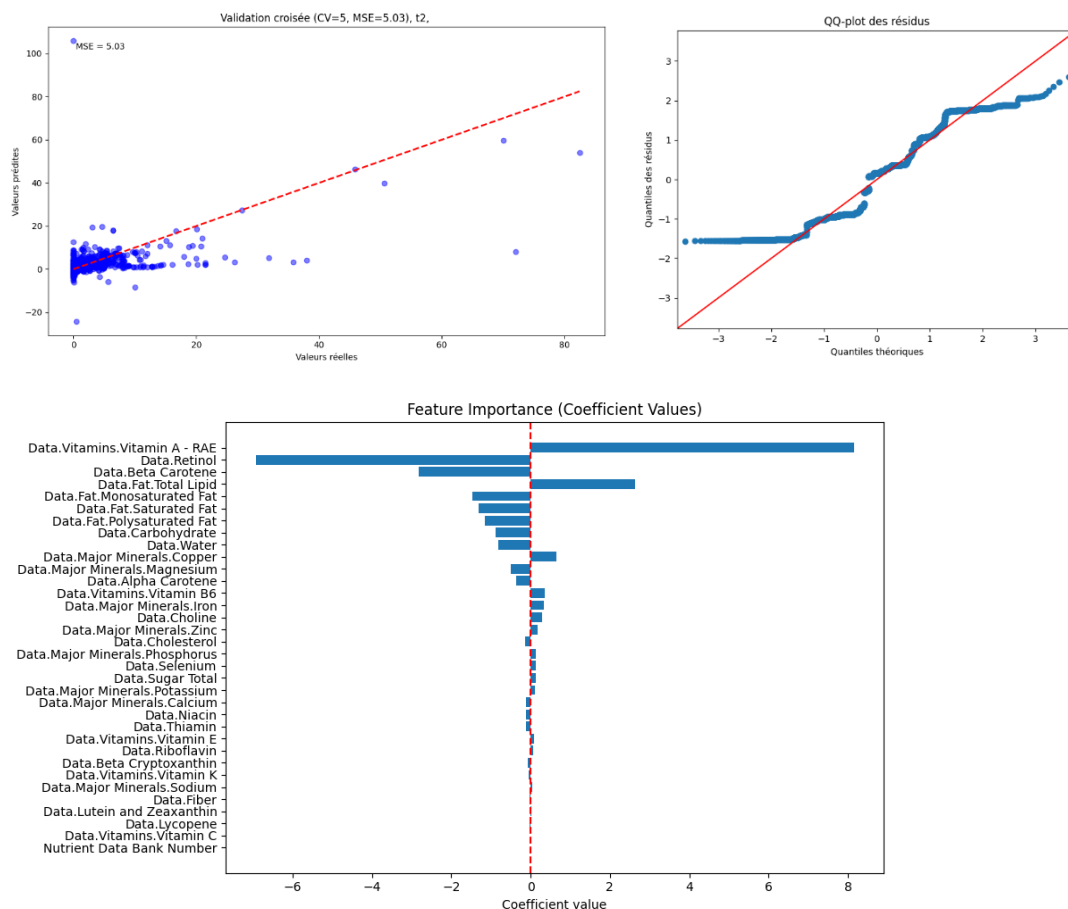 Validation croisée (CV=5, MSE=5.03), t2,
MSE = 5.03
100
80
60
40
20
0
−20
Valeurs prédites
0
20
40
60
80
Valeurs réelles
QQ-plot des résidus
3
2
1
0
−1
−2
−3
Quantiles des résidus
−3
−2
−1
0
1
2
3
Quantiles théoriques
Feature Importance (Coefficient Values)
Data.Vitamins.Vitamin A - RAE
Data.Retinol
Data.Beta Carotene
Data.Fat.Total Lipid
Data.Fat.Monosaturated Fat
Data.Fat.Saturated Fat
Data.Fat.Polysaturated Fat
Data.Carbohydrate
Data.Water
Data.Major Minerals.Copper
Data.Major Minerals.Magnesium
Data.Alpha Carotene
Data.Vitamins.Vitamin B6
Data.Major Minerals.Iron
Data.Choline
Data.Major Minerals.Zinc
Data.Cholesterol
Data.Major Minerals.Phosphorus
Data.Selenium
Data.Sugar Total
Data.Major Minerals.Potassium
Data.Major Minerals.Calcium
Data.Niacin
Data.Thiamin
Data.Vitamins.Vitamin E
Data.Riboflavin
Data.Beta Cryptoxanthin
Data.Vitamins.Vitamin K
Data.Major Minerals.Sodium
Data.Fiber
Data.Lutein and Zeaxanthin
Data.Lycopene
Data.Vitamins.Vitamin C
Nutrient Data Bank Number
−6
−4
−2
0
2
4
6
8
Coefficient value